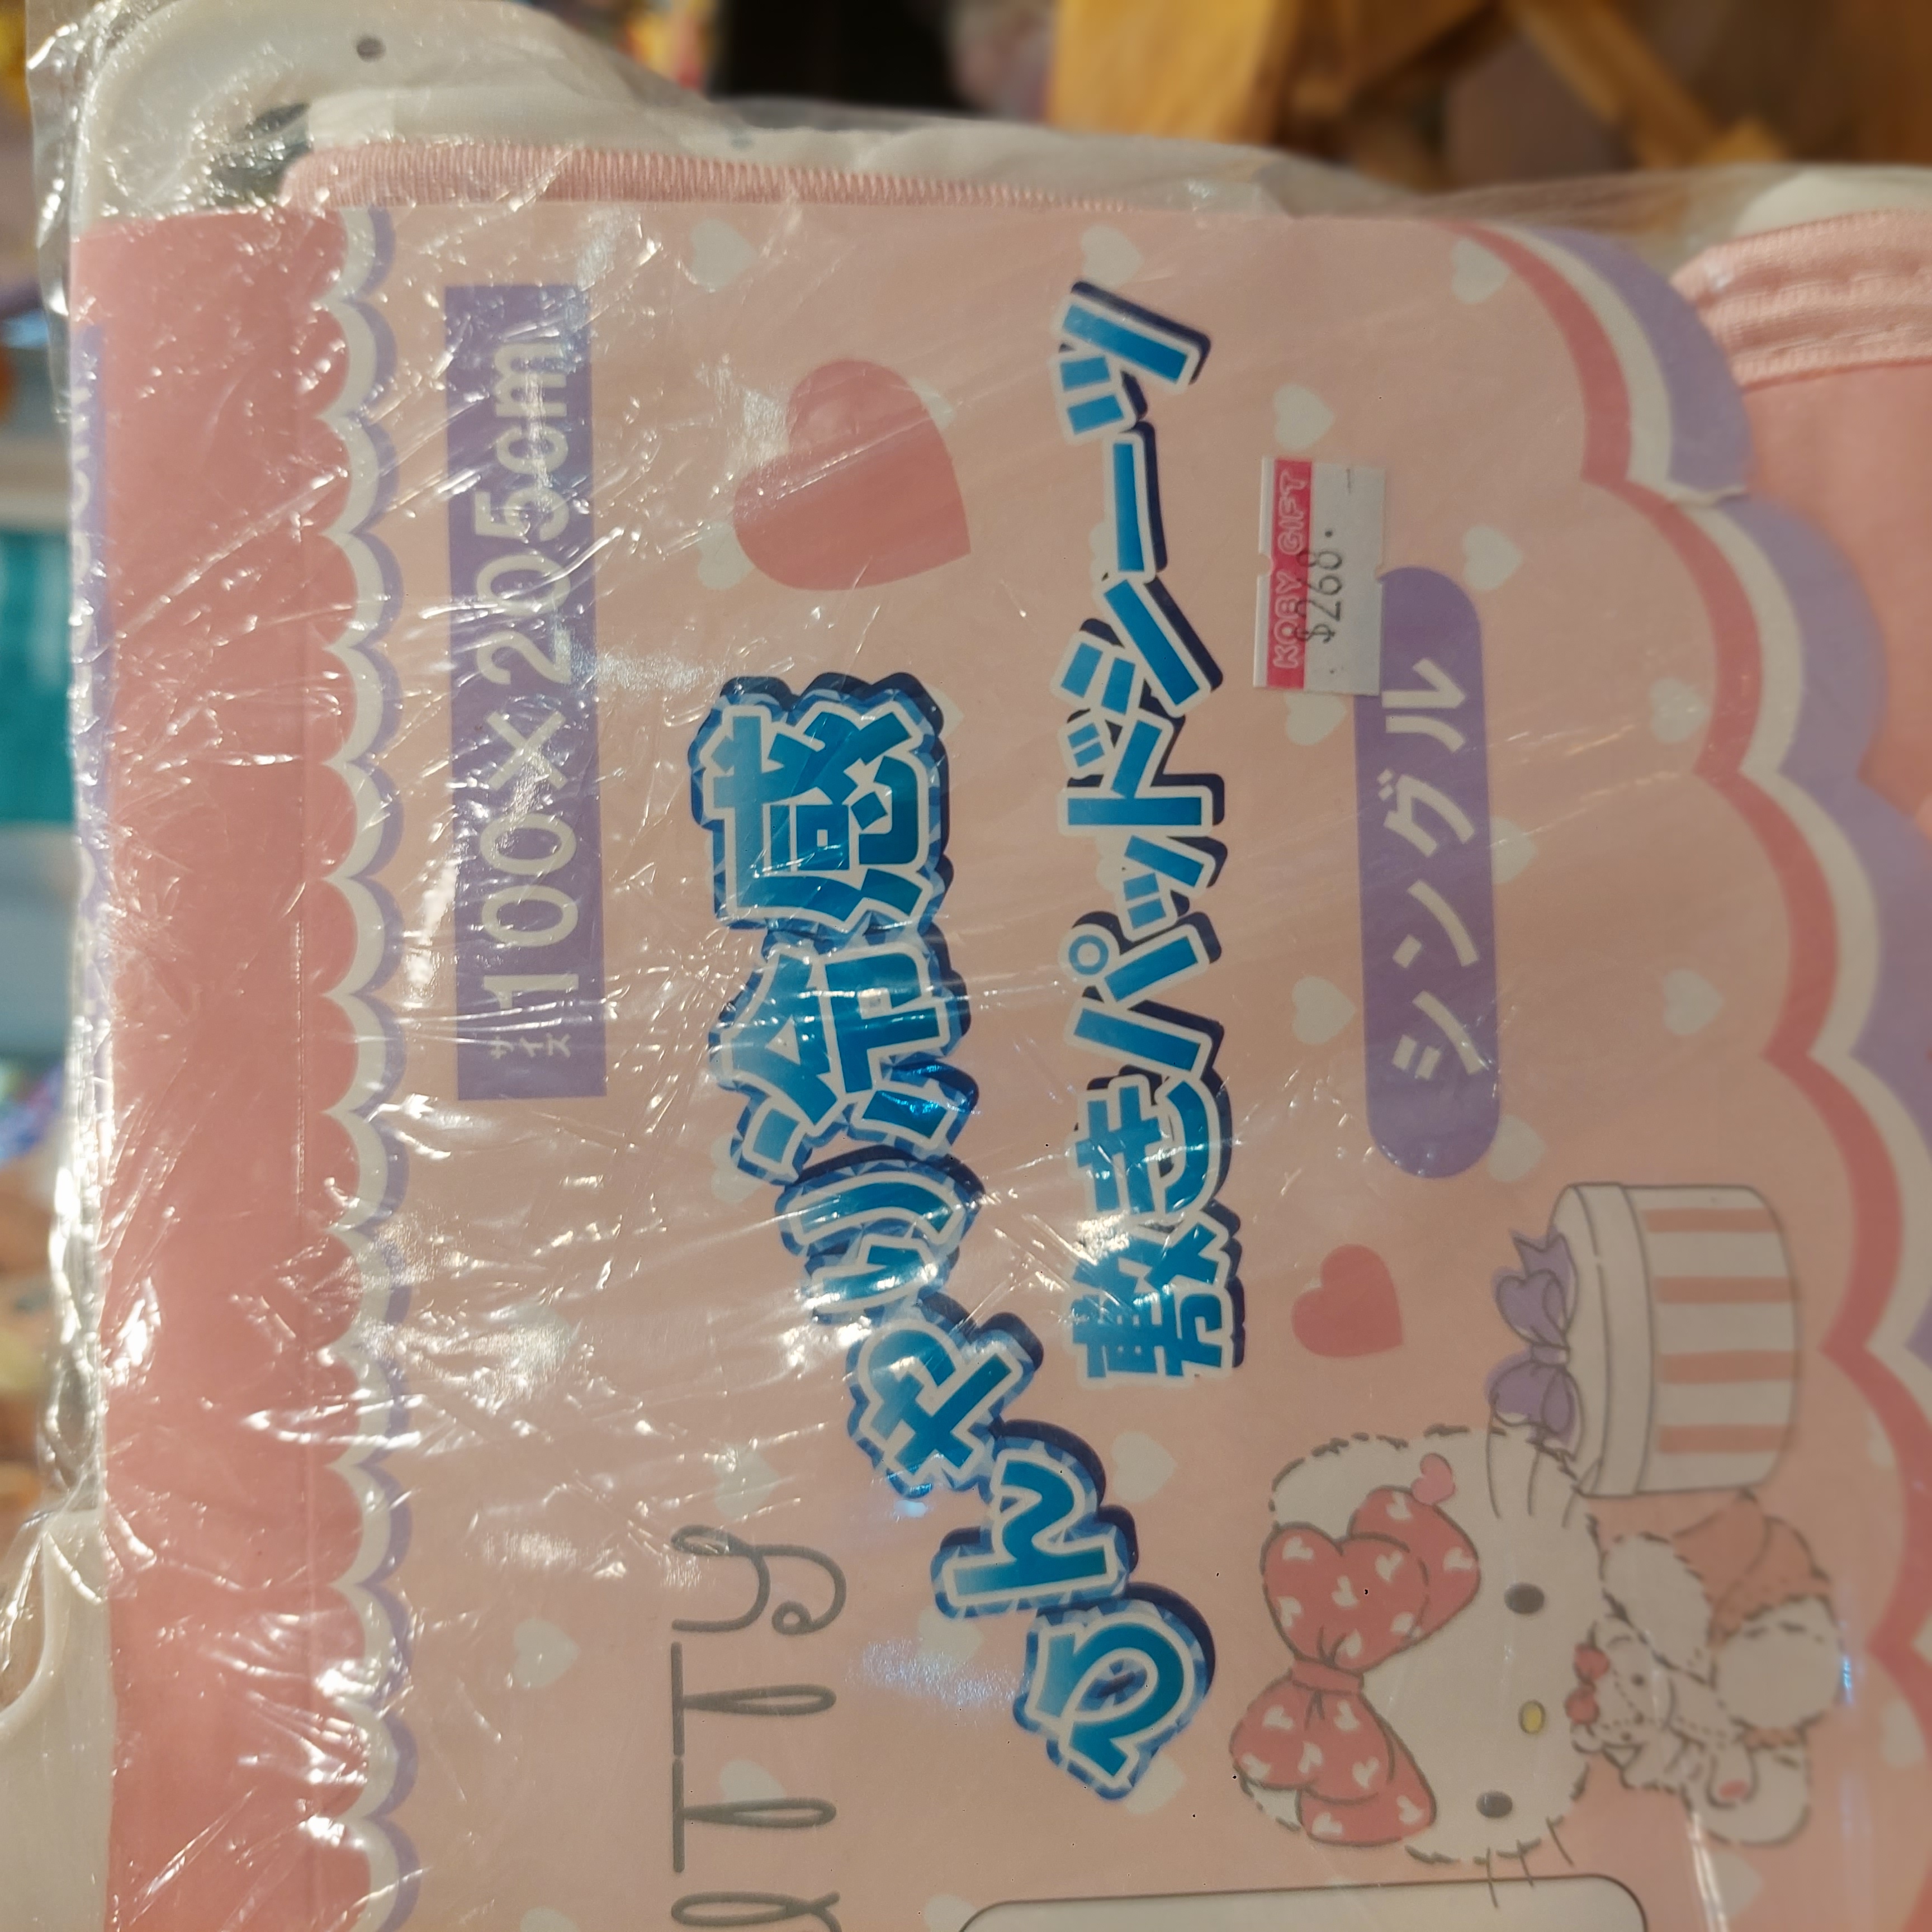 サイズ 100×205cm
ひんやり冷感
敷きパッドシーツ
シングル
KOBY GIFT
$268.